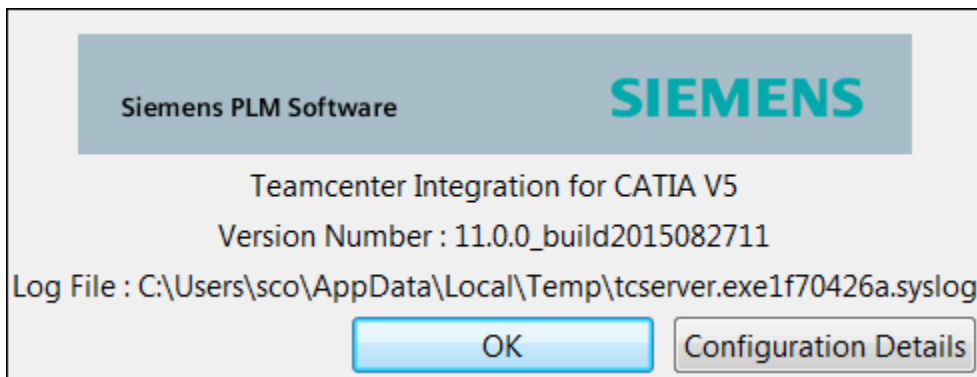 Siemens PLM Software SIEMENS
Teamcenter Integration for CATIA V5
Version Number : 11.0.0_build2015082711
Log File : C:\Users\sco\AppData\Local\Temp\tcserver.exe1f70426a.syslog
OK Configuration Details